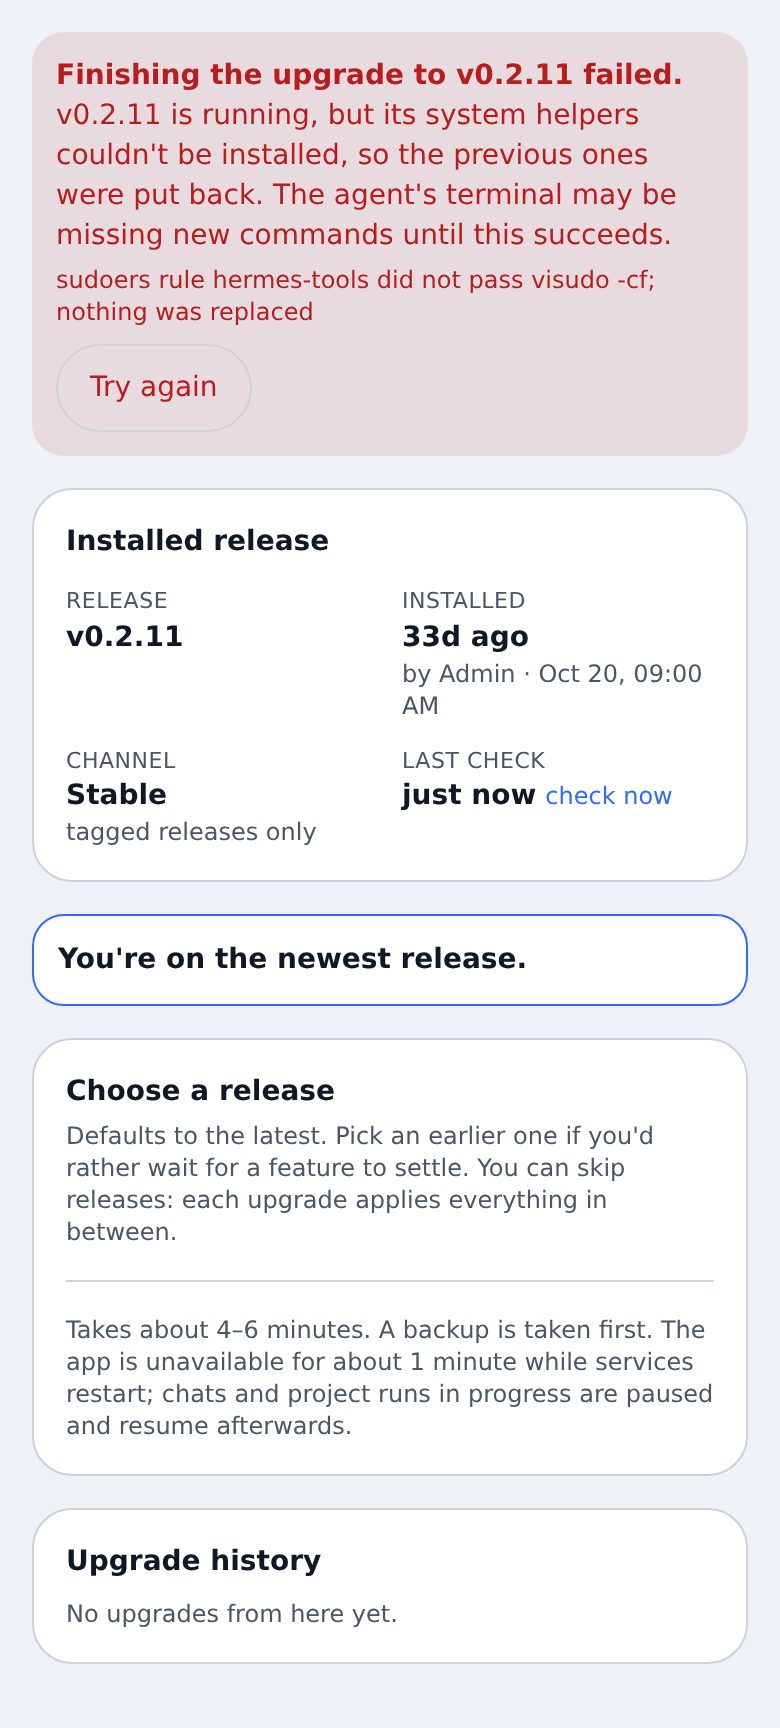 Finishing the upgrade to v0.2.11 failed.
v0.2.11 is running, but its system helpers
couldn't be installed, so the previous ones
were put back. The agent's terminal may be
missing new commands until this succeeds.
sudoers rule hermes-tools did not pass visudo -cf;
nothing was replaced
Try again
Installed release
RELEASE
v0.2.11
INSTALLED
33d ago
by Admin · Oct 20, 09:00
AM
CHANNEL
Stable
tagged releases only
LAST CHECK
just now check now
You're on the newest release.
Choose a release
Defaults to the latest. Pick an earlier one if you'd
rather wait for a feature to settle. You can skip
releases: each upgrade applies everything in
between.
Takes about 4–6 minutes. A backup is taken first. The
app is unavailable for about 1 minute while services
restart; chats and project runs in progress are paused
and resume afterwards.
Upgrade history
No upgrades from here yet.